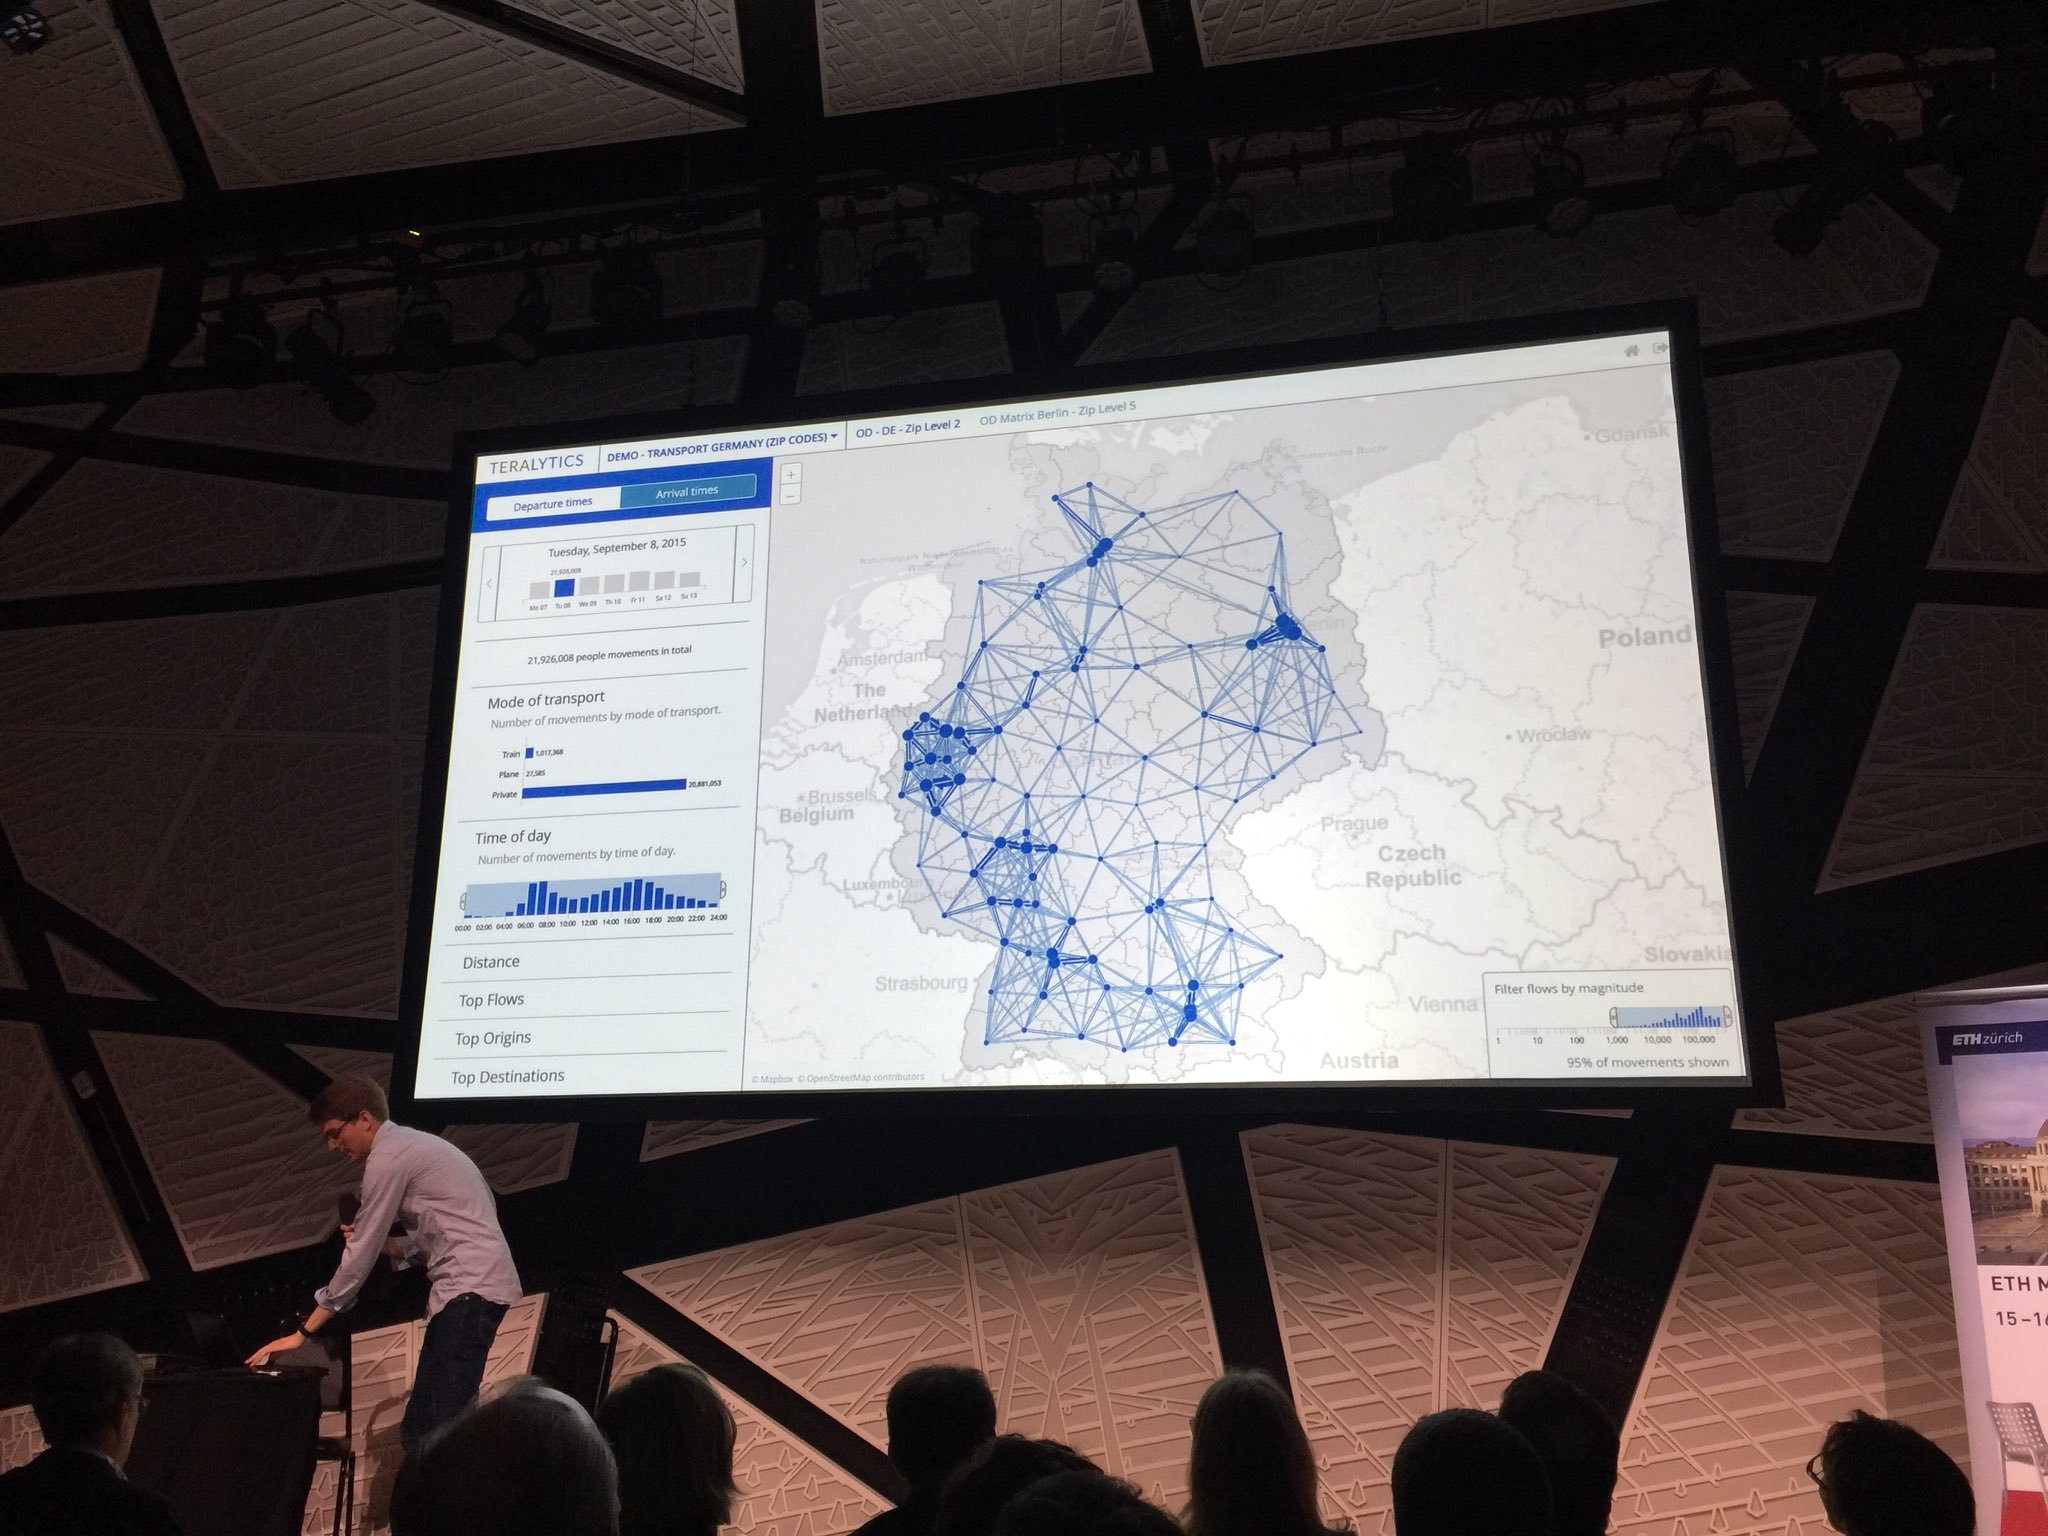 TERALYTICS
DEMO - TRANSPORT GERMANY (ZIP CODES)
OD - DE - Zip Level 2
OD Matrix Berlin - Zip Level 5
Departure times
Arrival times
Tuesday, September 8, 2015
21,926,008
Mo 07 Tu 08 We 09 Th 10 Fr 11 Sa 12 Su 13
21,926,008 people movements in total
Mode of transport
Number of movements by mode of transport.
Train 1,017,368
Plane 27,585
Private 20,881,053
Time of day
Number of movements by time of day.
00:00 02:00 04:00 06:00 08:00 10:00 12:00 14:00 16:00 18:00 20:00 22:00 24:00
Distance
Top Flows
Top Origins
Top Destinations
+
−
Gdansk
Poland
Amsterdam
The
Netherlands
Wrocław
Brussels
Belgium
Prague
Czech
Republic
Luxembourg
Slovakia
Strasbourg
Vienna
Austria
© Mapbox © OpenStreetMap contributors
Filter flows by magnitude
1 10 100 1,000 10,000 100,000
95% of movements shown
ETH zürich
ETH M
15–16